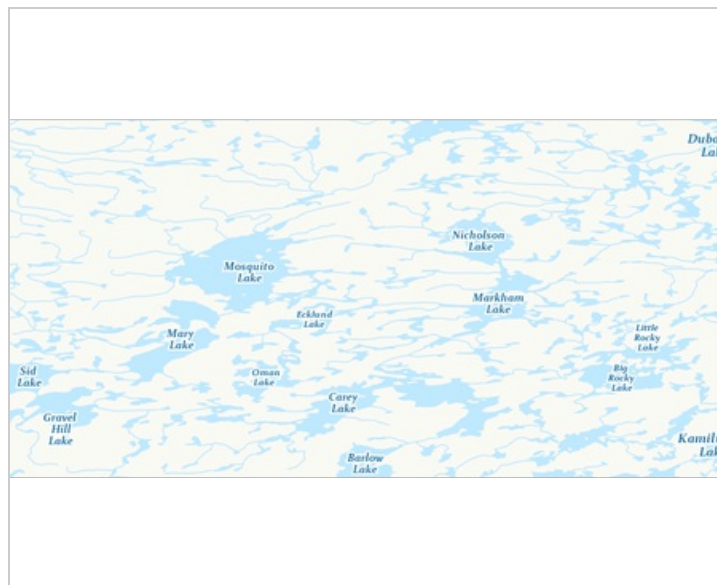 Nicholson
Lake
Mosquito
Lake
Markham
Lake
Ecklund
Lake
Mary
Lake
Little
Rocky
Lake
Sid
Lake
Oman
Lake
Big
Rocky
Lake
Carey
Lake
Gravel
Hill
Lake
Barlow
Lake